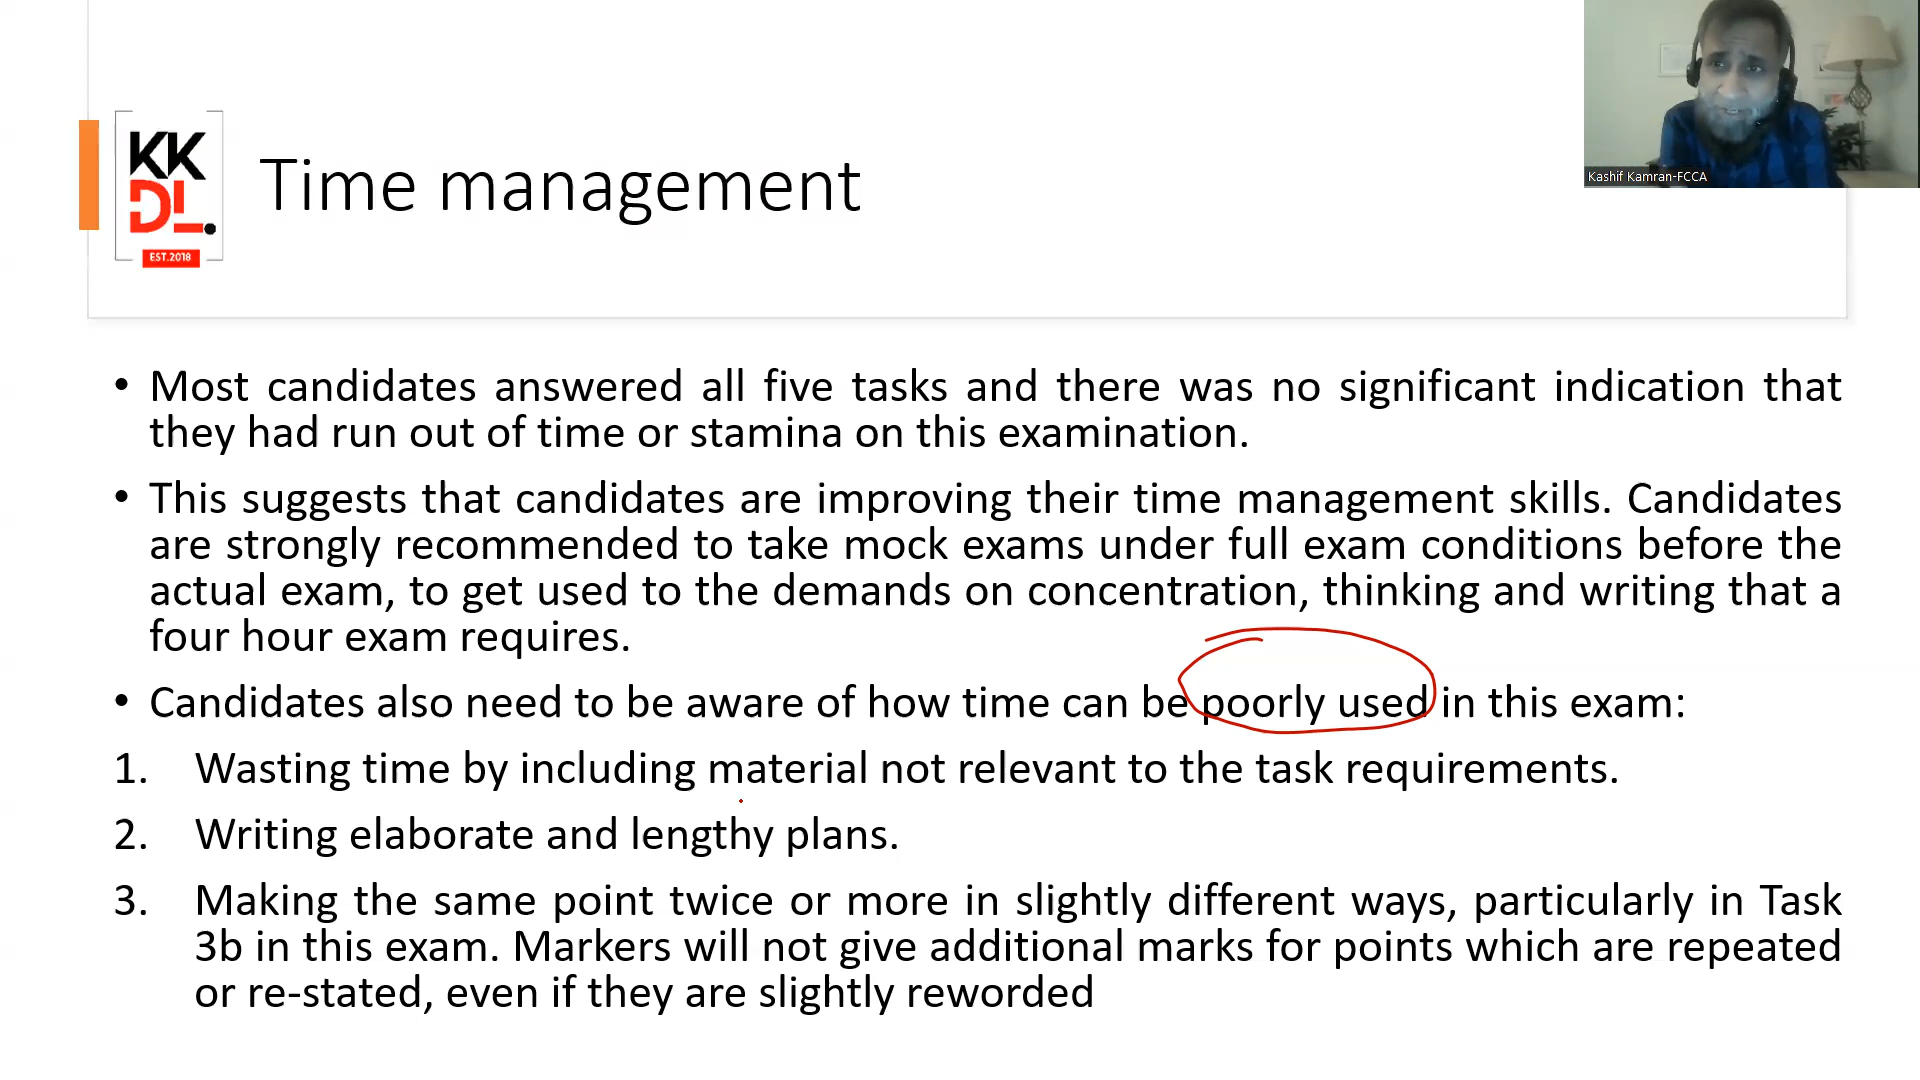 Kashif Kamran-FCCA
KK
DL.
EST.2018
Time management
• Most candidates answered all five tasks and there was no significant indication that
they had run out of time or stamina on this examination.
• This suggests that candidates are improving their time management skills. Candidates
are strongly recommended to take mock exams under full exam conditions before the
actual exam, to get used to the demands on concentration, thinking and writing that a
four hour exam requires.
• Candidates also need to be aware of how time can be poorly used in this exam:
1. Wasting time by including material not relevant to the task requirements.
2. Writing elaborate and lengthy plans.
3. Making the same point twice or more in slightly different ways, particularly in Task
3b in this exam. Markers will not give additional marks for points which are repeated
or re-stated, even if they are slightly reworded